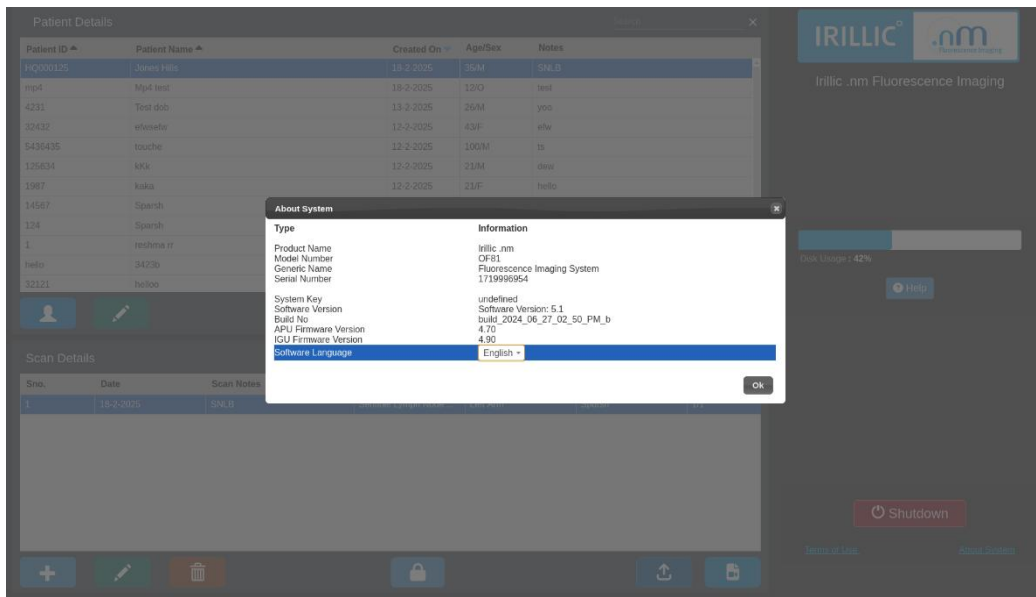 Patient Details
IRILLIC° .nm
Fluorescence Imaging
Irillic .nm Fluorescence Imaging
Patient ID Patient Name Created On Age/Sex Notes
HQ000125 Jones Hills 18-2-2025 35/M SNLB
mp4 Mp4 test 18-2-2025 12/O test
4231 Test dob 13-2-2025 26/M yoo
32432 12-2-2025 43/F efw
5436435 touche 12-2-2025 100/M ts
125634 kKk 12-2-2025 21/M
1987 kaka 12-2-2025 21/F hello
14567 Sparsh
134 Sparsh
1 reshma rr
hello 3423b
32121 helloo
About System
Type Information
Product Name Irillic .nm
Model Number OF81
Generic Name Fluorescence Imaging System
Serial Number 1719996954
System Key undefined
Software Version Software Version: 5.1
Build No build_2024_06_27_02_50_PM_b
APU Firmware Version 4.70
IGU Firmware Version 4.90
Software Language English
Ok
Disk Usage : 42%
Help
Scan Details
Sno. Date Scan Notes
1 18-2-2025 SNLB
Shutdown
Terms of Use About System